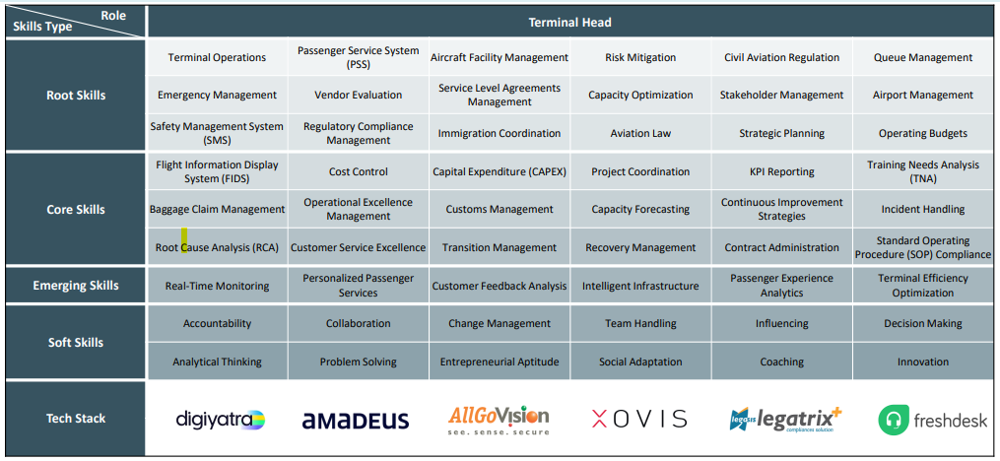 Role
Skills Type
Terminal Head
Root Skills
Terminal Operations
Passenger Service System
(PSS)
Aircraft Facility Management
Risk Mitigation
Civil Aviation Regulation
Queue Management
Emergency Management
Vendor Evaluation
Service Level Agreements
Management
Capacity Optimization
Stakeholder Management
Airport Management
Safety Management System
(SMS)
Regulatory Compliance
Management
Immigration Coordination
Aviation Law
Strategic Planning
Operating Budgets
Core Skills
Flight Information Display
System (FIDS)
Cost Control
Capital Expenditure (CAPEX)
Project Coordination
KPI Reporting
Training Needs Analysis
(TNA)
Baggage Claim Management
Operational Excellence
Management
Customs Management
Capacity Forecasting
Continuous Improvement
Strategies
Incident Handling
Root Cause Analysis (RCA)
Customer Service Excellence
Transition Management
Recovery Management
Contract Administration
Standard Operating
Procedure (SOP) Compliance
Emerging Skills
Real-Time Monitoring
Personalized Passenger
Services
Customer Feedback Analysis
Intelligent Infrastructure
Passenger Experience
Analytics
Terminal Efficiency
Optimization
Soft Skills
Accountability
Collaboration
Change Management
Team Handling
Influencing
Decision Making
Analytical Thinking
Problem Solving
Entrepreneurial Aptitude
Social Adaptation
Coaching
Innovation
Tech Stack
digiyatra
amadeus
AllGoVision
see. sense. secure
XOVIS
legasis
legatrix+
compliances solution
freshdesk